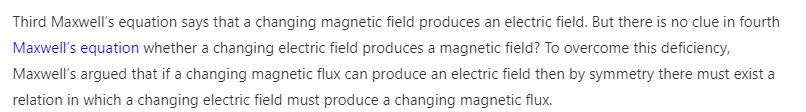 Third Maxwell's equation says that a changing magnetic field produces an electric field. But there is no clue in fourth
Maxwell's equation whether a changing electric field produces a magnetic field? To overcome this deficiency,
Maxwell's argued that if a changing magnetic flux can produce an electric field then by symmetry there must exist a
relation in which a changing electric field must produce a changing magnetic flux.